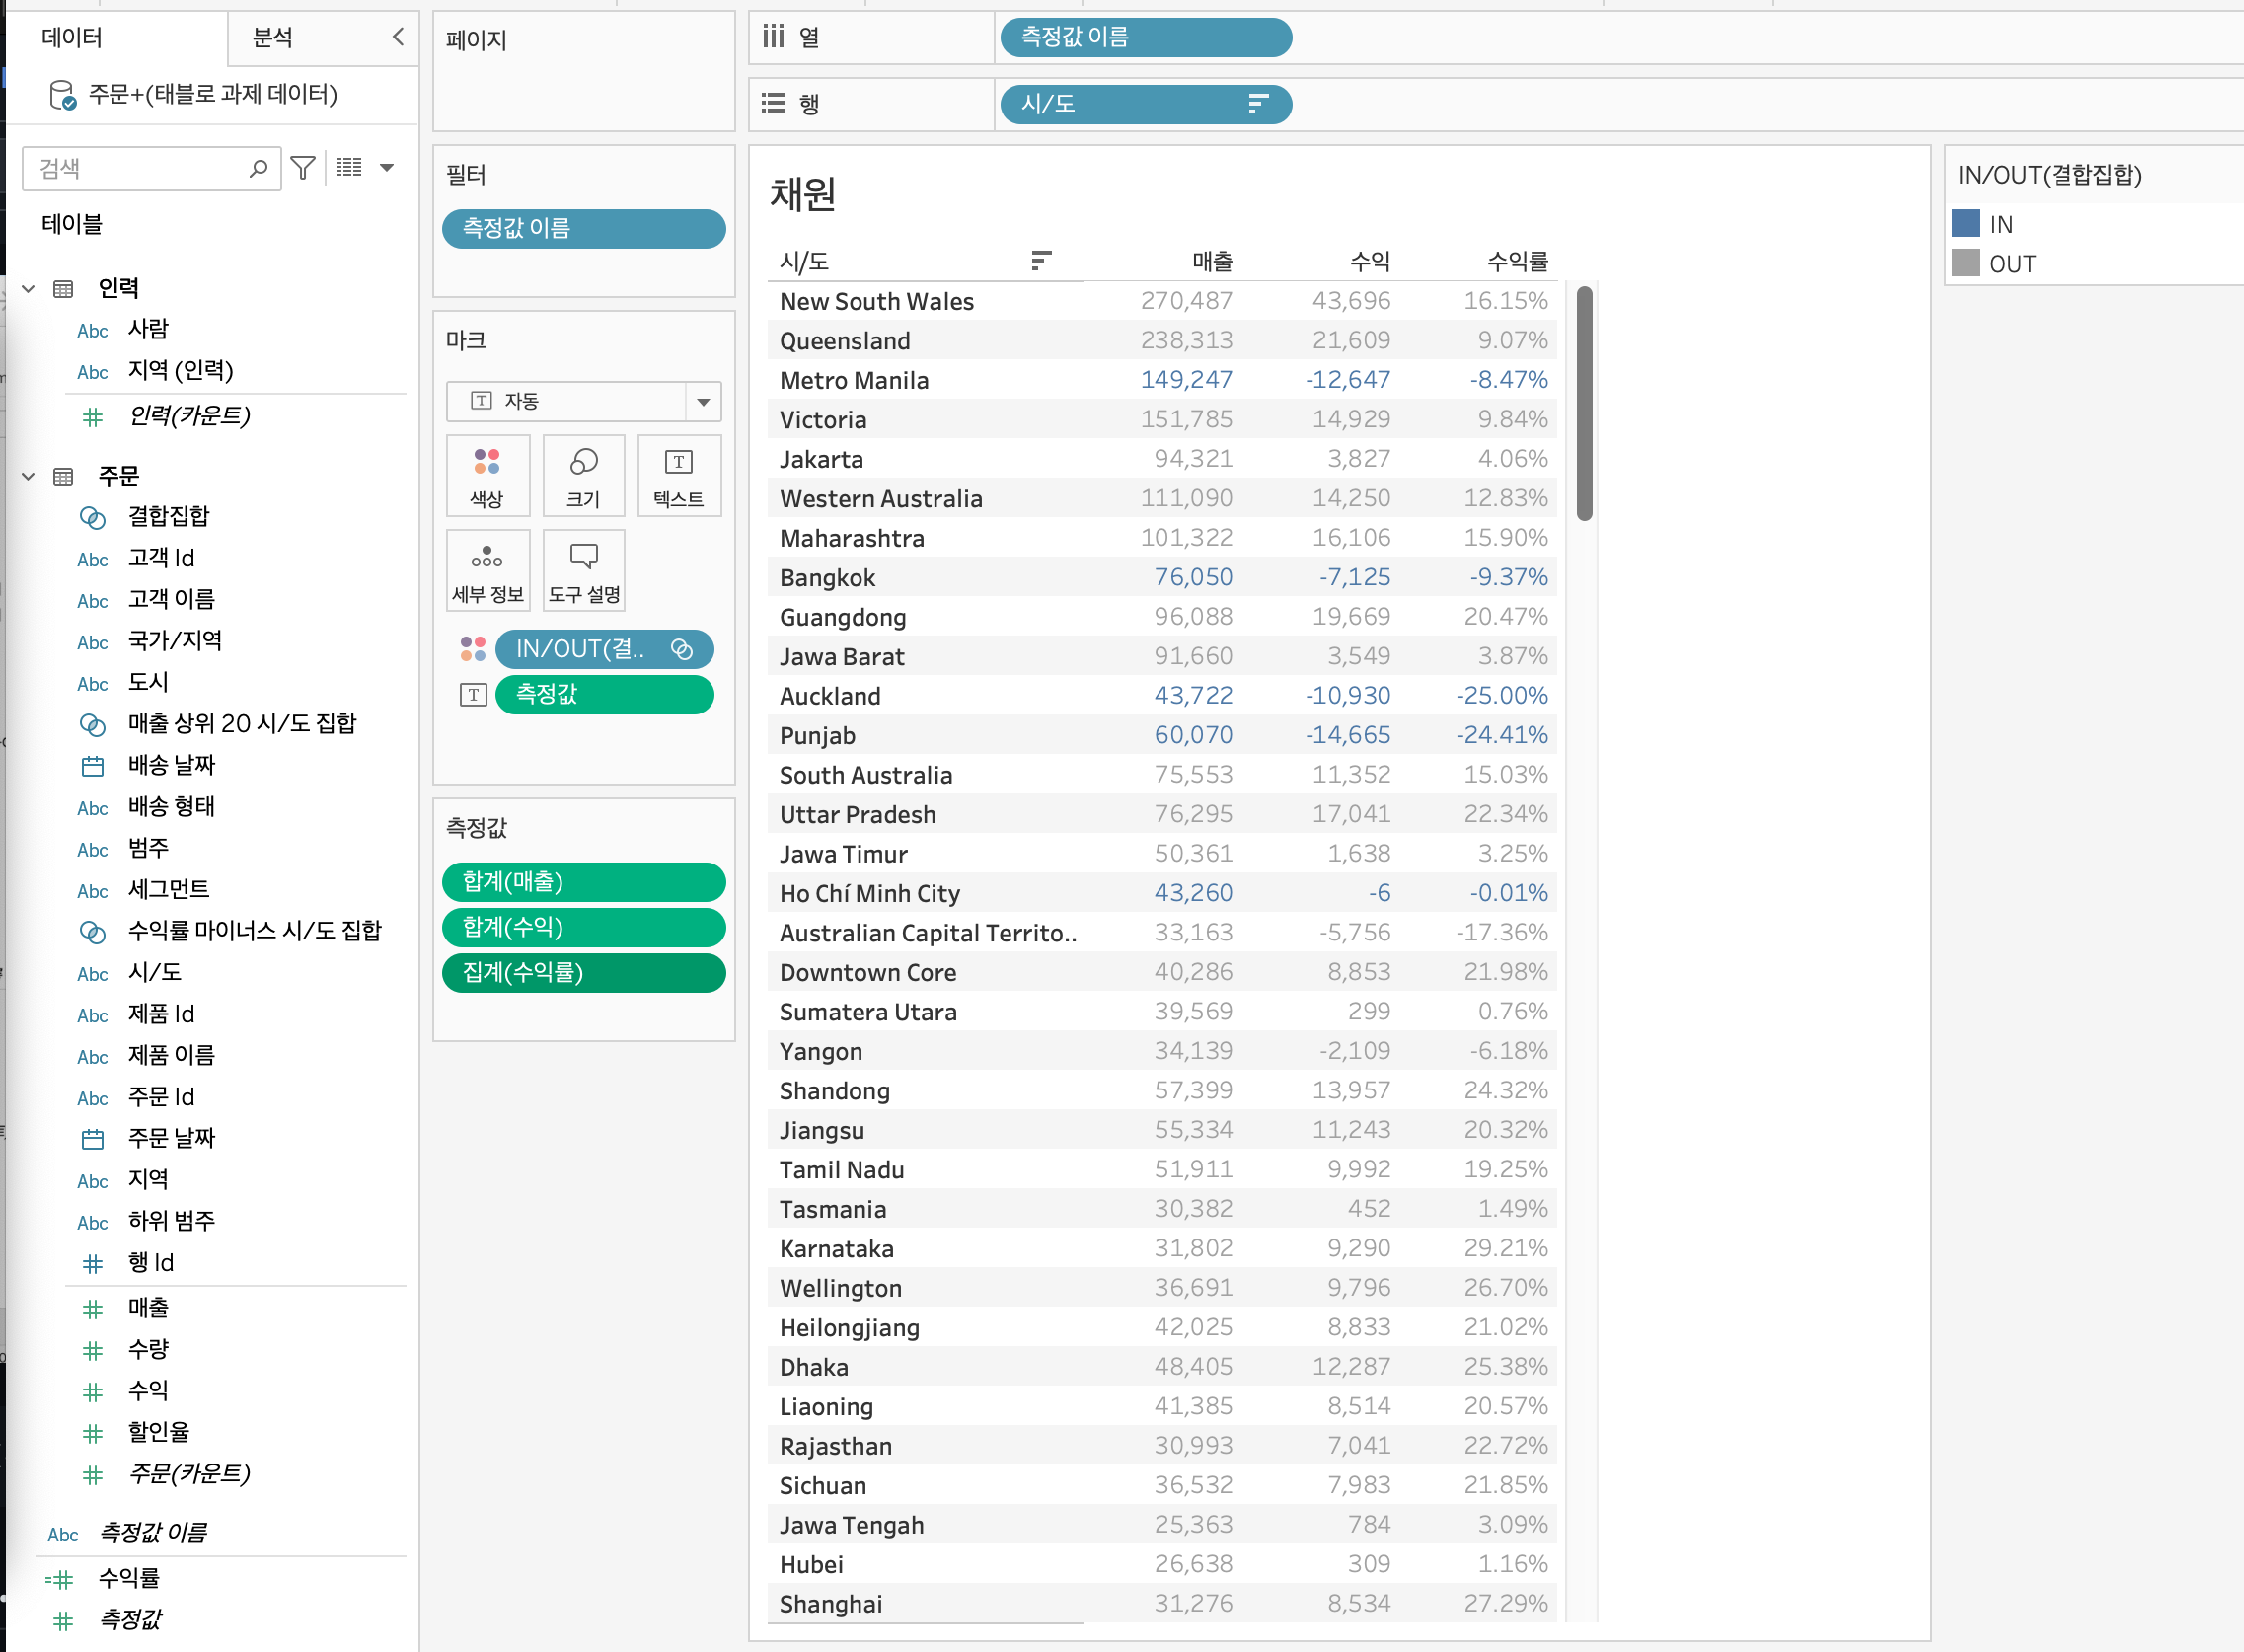 데이터
분석
주문+(태블로 과제 데이터)
검색
테이블
인력
Abc 사람
Abc 지역 (인력)
인력(카운트)
주문
결합집합
Abc 고객 Id
Abc 고객 이름
Abc 국가/지역
Abc 도시
매출 상위 20 시/도 집합
배송 날짜
Abc 배송 형태
Abc 범주
Abc 세그먼트
수익률 마이너스 시/도 집합
Abc 시/도
Abc 제품 Id
Abc 제품 이름
Abc 주문 Id
주문 날짜
Abc 지역
Abc 하위 범주
행 Id
매출
수량
수익
할인율
주문(카운트)
Abc 측정값 이름
수익률
측정값
페이지
필터
측정값 이름
마크
자동
색상 크기 텍스트
세부 정보 도구 설명
IN/OUT(결..
측정값
측정값
합계(매출)
합계(수익)
집계(수익률)
열 측정값 이름
행 시/도
채원
시/도 매출 수익 수익률
New South Wales 270,487 43,696 16.15%
Queensland 238,313 21,609 9.07%
Metro Manila 149,247 -12,647 -8.47%
Victoria 151,785 14,929 9.84%
Jakarta 94,321 3,827 4.06%
Western Australia 111,090 14,250 12.83%
Maharashtra 101,322 16,106 15.90%
Bangkok 76,050 -7,125 -9.37%
Guangdong 96,088 19,669 20.47%
Jawa Barat 91,660 3,549 3.87%
Auckland 43,722 -10,930 -25.00%
Punjab 60,070 -14,665 -24.41%
South Australia 75,553 11,352 15.03%
Uttar Pradesh 76,295 17,041 22.34%
Jawa Timur 50,361 1,638 3.25%
Ho Chí Minh City 43,260 -6 -0.01%
Australian Capital Territo.. 33,163 -5,756 -17.36%
Downtown Core 40,286 8,853 21.98%
Sumatera Utara 39,569 299 0.76%
Yangon 34,139 -2,109 -6.18%
Shandong 57,399 13,957 24.32%
Jiangsu 55,334 11,243 20.32%
Tamil Nadu 51,911 9,992 19.25%
Tasmania 30,382 452 1.49%
Karnataka 31,802 9,290 29.21%
Wellington 36,691 9,796 26.70%
Heilongjiang 42,025 8,833 21.02%
Dhaka 48,405 12,287 25.38%
Liaoning 41,385 8,514 20.57%
Rajasthan 30,993 7,041 22.72%
Sichuan 36,532 7,983 21.85%
Jawa Tengah 25,363 784 3.09%
Hubei 26,638 309 1.16%
Shanghai 31,276 8,534 27.29%
IN/OUT(결합집합)
IN
OUT